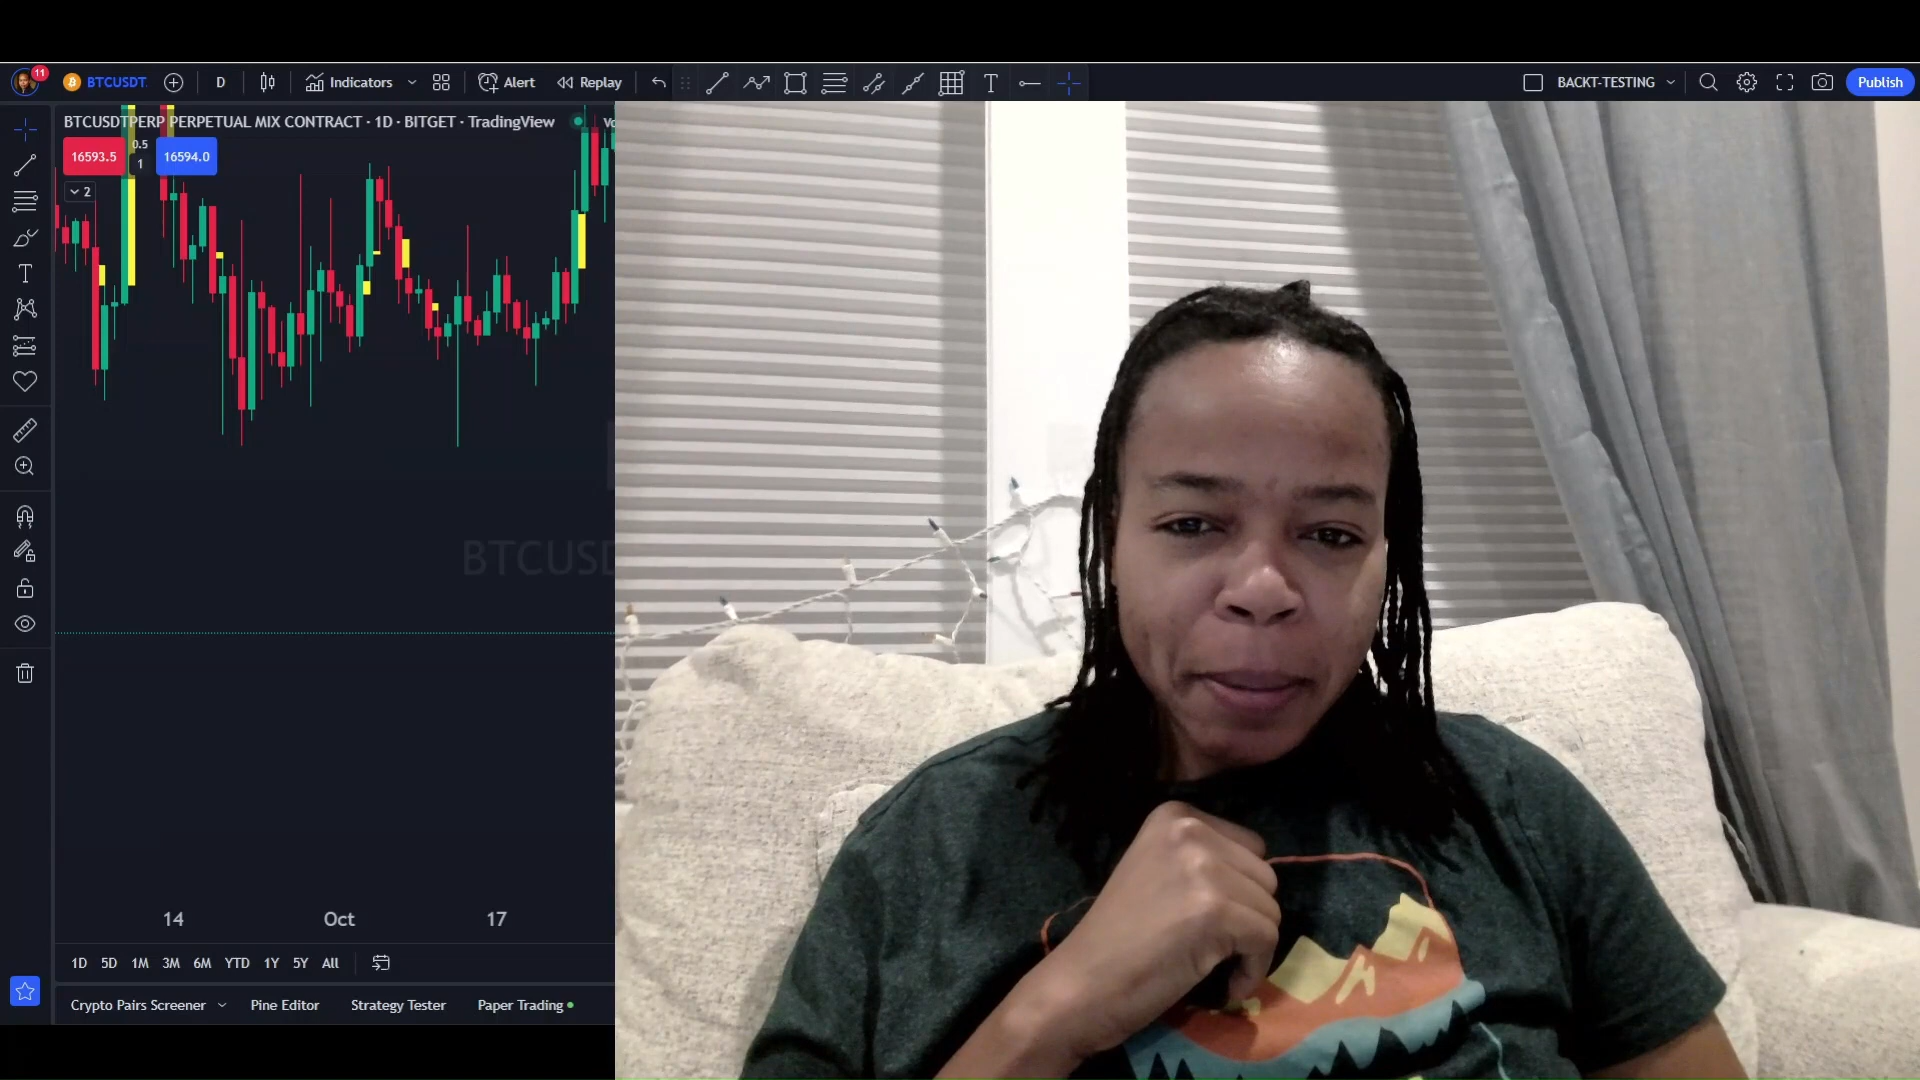 11
BTCUSDT
D
Indicators
Alert
Replay
T
BACKT-TESTING
Publish
BTCUSDTPERP PERPETUAL MIX CONTRACT · 1D · BITGET · TradingView
16593.5
0.5
1
16594.0
2
T
BTCUSD
14 Oct 17
1D 5D 1M 3M 6M YTD 1Y 5Y All
Crypto Pairs Screener Pine Editor Strategy Tester Paper Trading